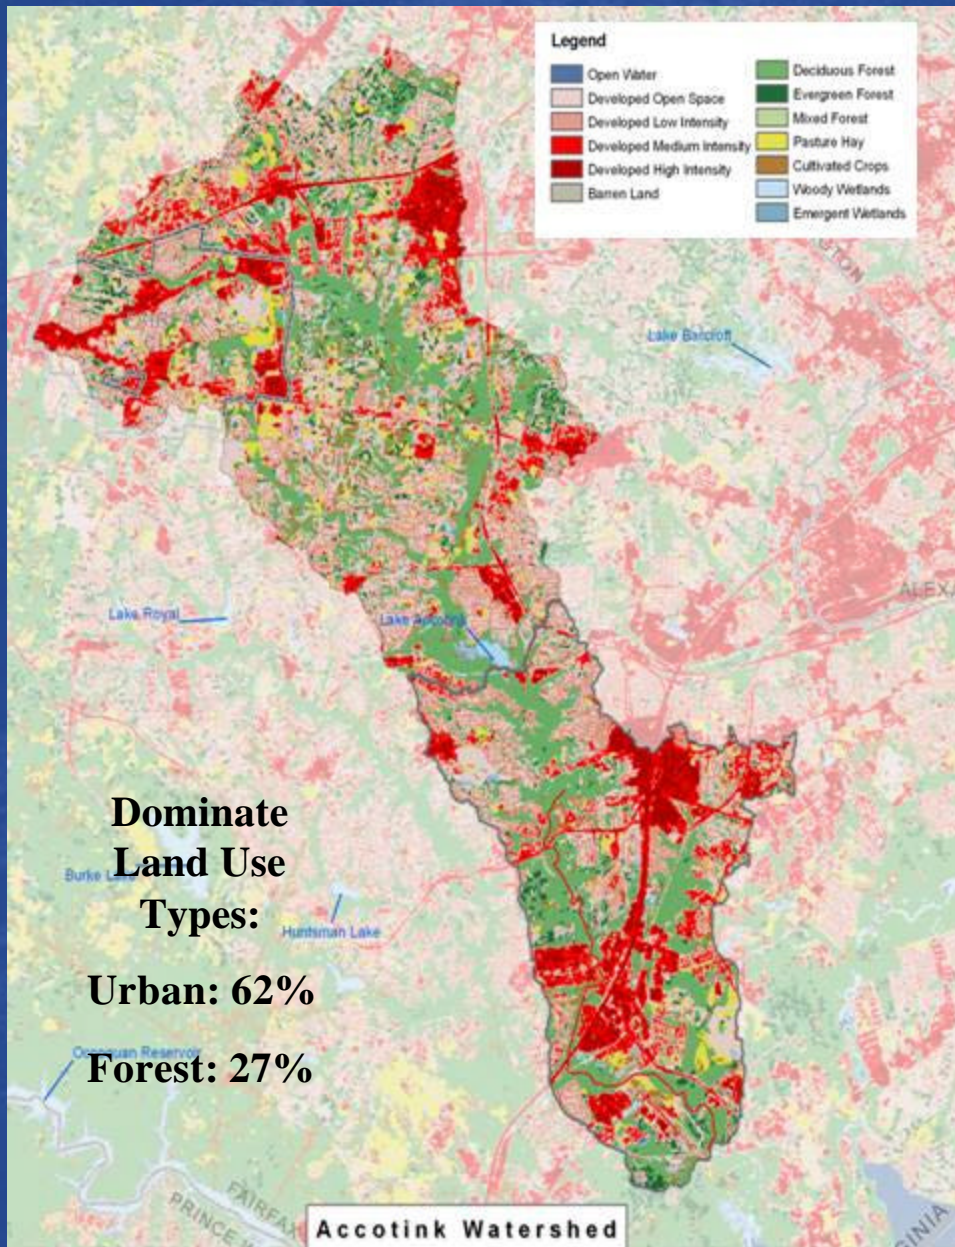 Legend
Open Water
Developed Open Space
Developed Low Intensity
Developed Medium Intensity
Developed High Intensity
Barren Land
Deciduous Forest
Evergreen Forest
Mixed Forest
Pasture Hay
Cultivated Crops
Woody Wetlands
Emergent Wetlands
Lake Barcroft
Lake Royal
Lake Accotink
Dominate
Land Use
Types:
Burke Lake
Huntsman Lake
Urban: 62%
Occoquan Reservoir
Forest: 27%
FAIRFAX
PRINCE
Accotink Watershed